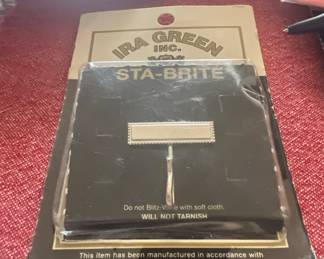 IRA GREEN
INC.
STA-BRITE
Do not Blitz-Wipe with soft cloth.
WILL NOT TARNISH
This item has been manufactured in accordance with